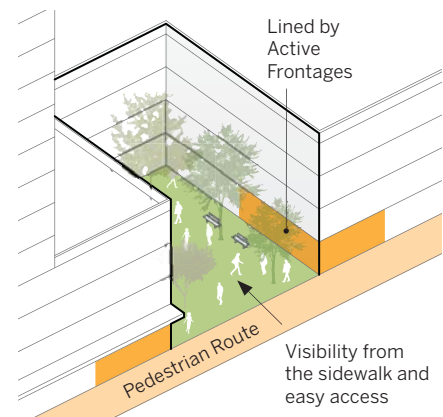 Lined by
Active
Frontages
Pedestrian Route
Visibility from
the sidewalk and
easy access